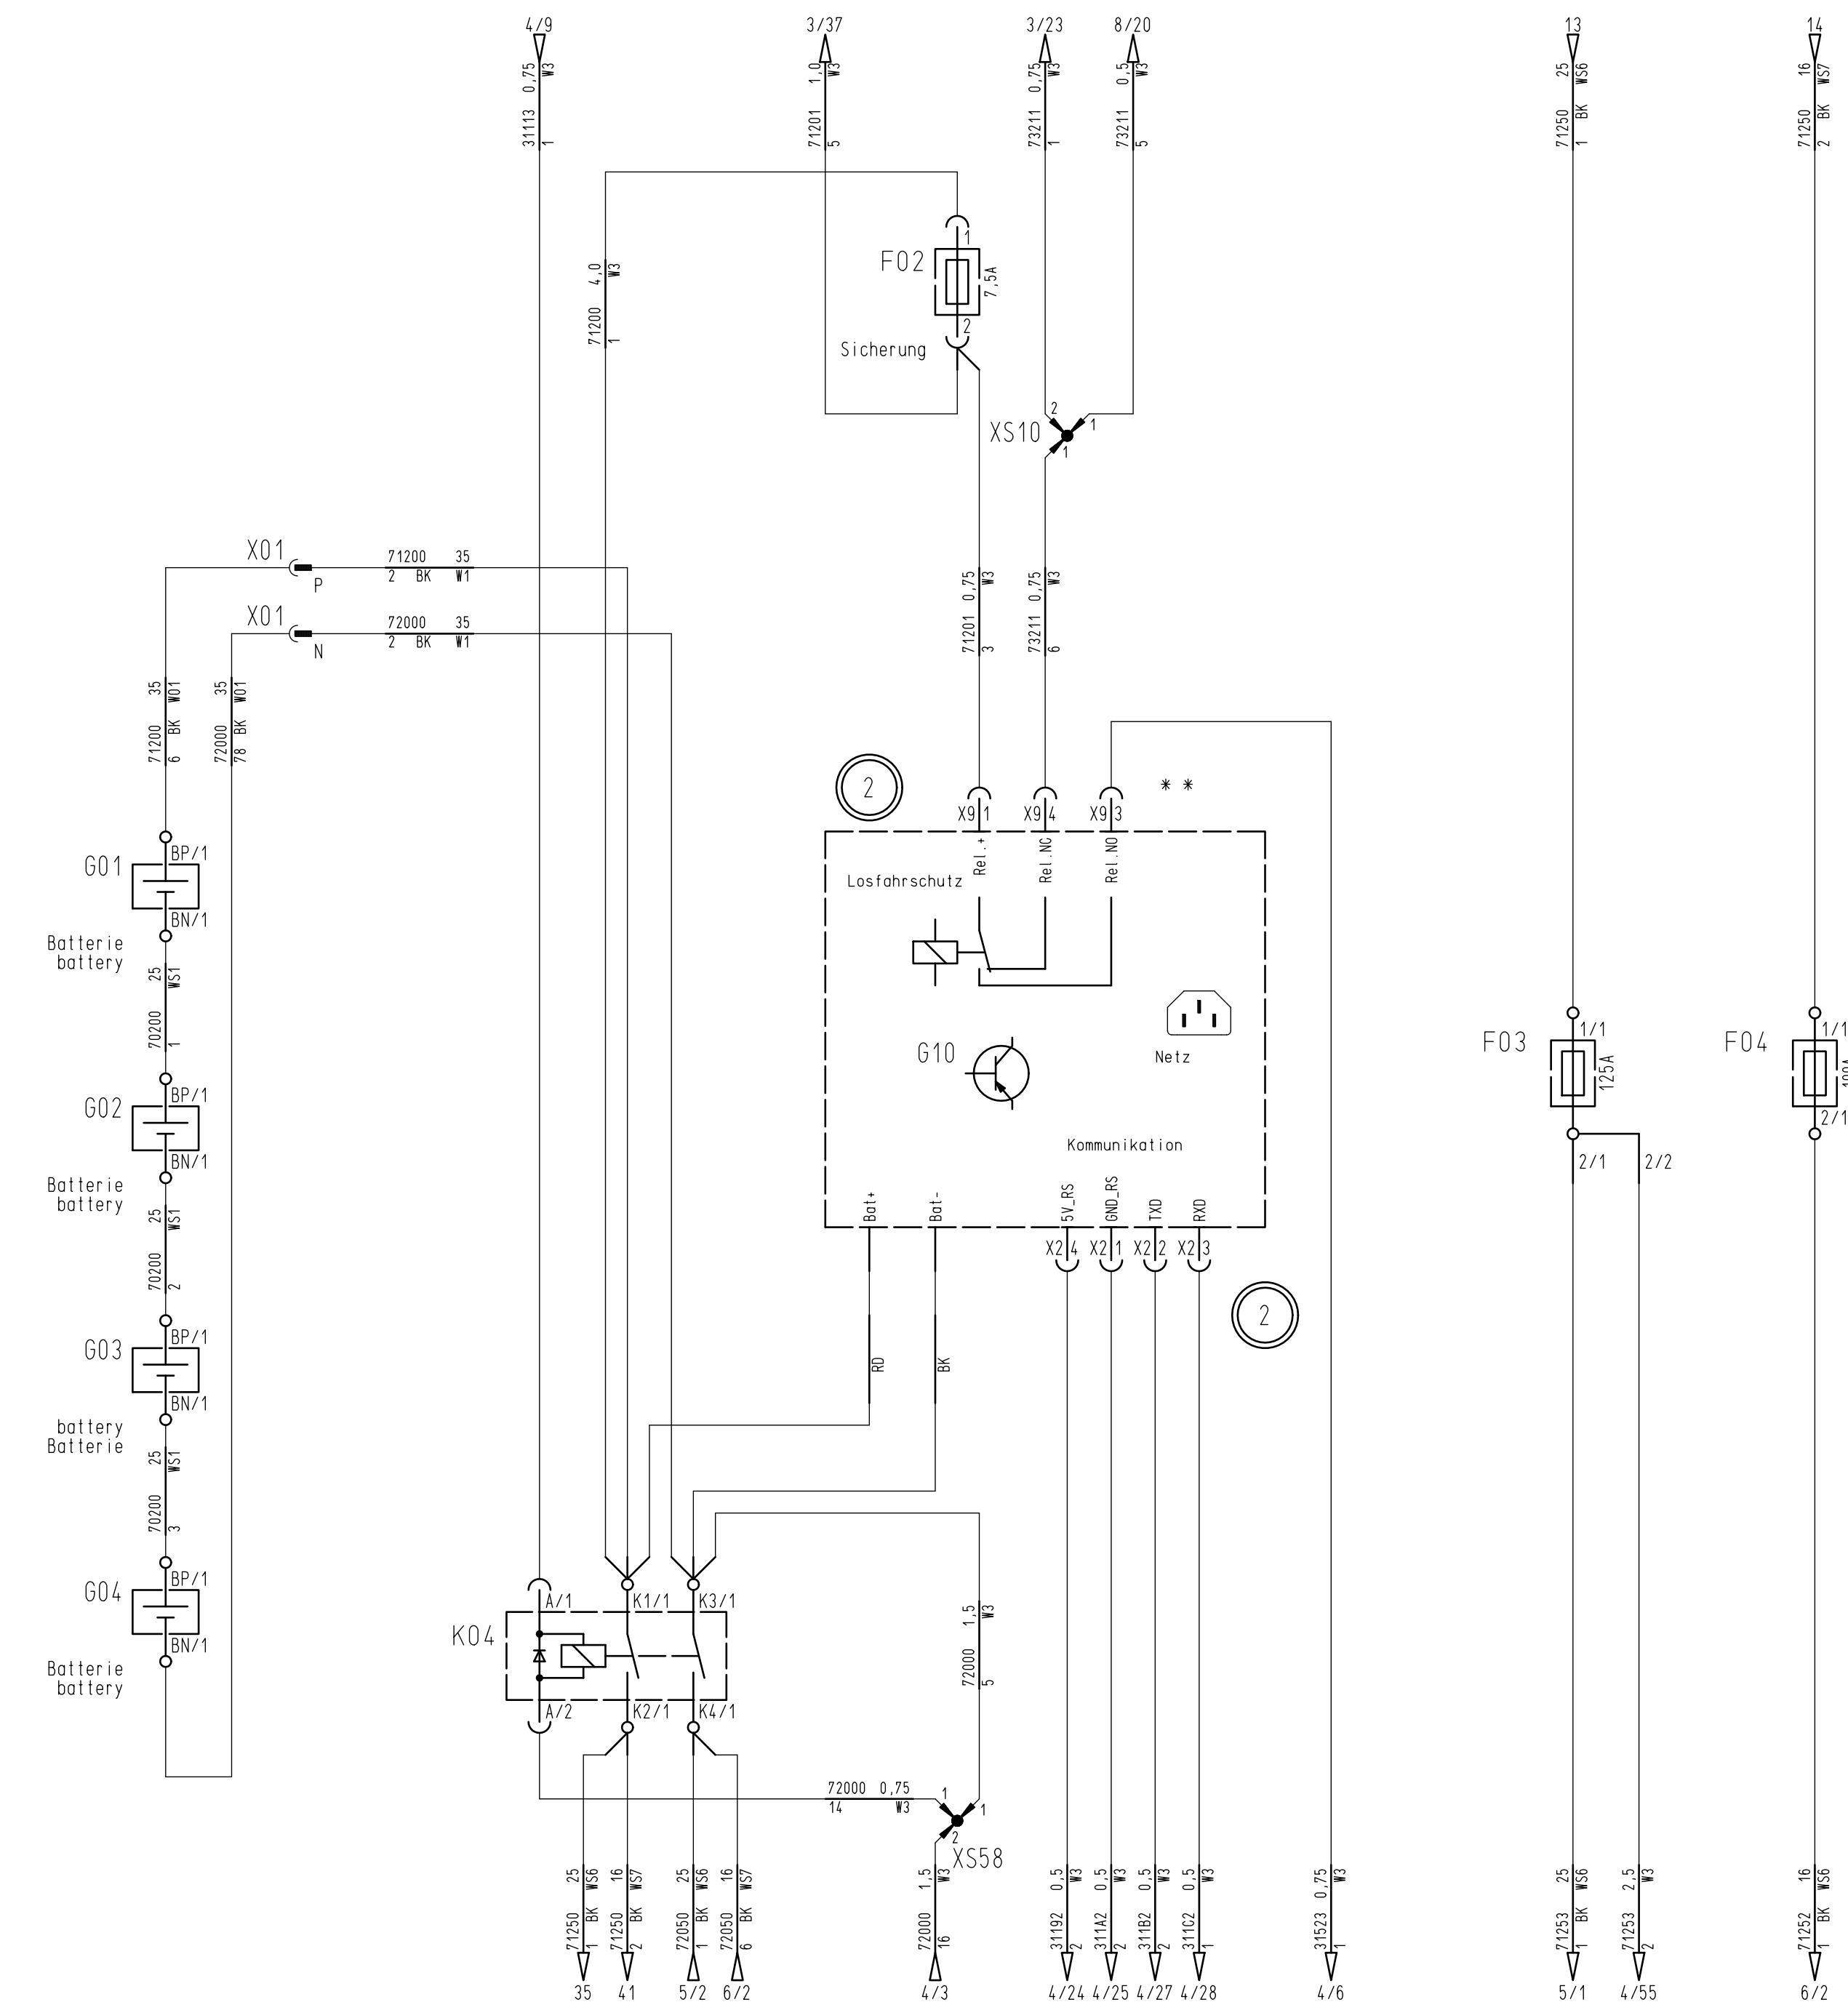 4/9
3/37
3/23
8/20
13
14
31113 0,75
1 W3
71201 1,0
5 W3
73211 0,75
1 W3
73211 0,5
5 W3
71250 25
1 BK WS6
71250 16
2 BK WS7
71200 4,0
1 W3
F02
1
7,5A
2
Sicherung
XS10
2
1
1
X01
P
71200 35
2 BK W1
X01
N
72000 35
2 BK W1
71201 0,75
3 W3
73211 0,75
6 W3
71200 35
6 BK W01
72000 35
78 BK W01
2
X9 1
X9 4
X9 3
* *
Rel.+
Rel.NC
Rel.NO
Losfahrschutz
G01
BP/1
BN/1
Batterie
battery
70200 25
1 WS1
G10
Netz
F03
1/1
125A
2/1
2/2
F04
1/1
2/1
G02
BP/1
BN/1
Batterie
battery
70200 25
2 WS1
Kommunikation
Bat+
Bat-
5V_RS
GND_RS
TXD
RXD
X2 4
X2 1
X2 2
X2 3
2
G03
BP/1
BN/1
battery
Batterie
70200 25
3 WS1
RD
BK
G04
BP/1
BN/1
Batterie
battery
K04
A/1
K1/1
K3/1
A/2
K2/1
K4/1
72000 1,5
5 W3
72000 0,75
14 W3
1
1
2
XS58
71250 25
1 BK WS6
71250 16
2 BK WS7
72050 25
1 BK WS6
72050 16
6 BK WS7
72000 1,5
16 W3
31192 0,5
2 W3
311A2 0,5
2 W3
311B2 0,5
2 W3
311C2 0,5
1 W3
31523 0,75
1 W3
71253 25
1 BK WS6
71253 2,5
2 W3
71252 16
1 BK WS6
35
41
5/2
6/2
4/3
4/24
4/25
4/27
4/28
4/6
5/1
4/55
6/2